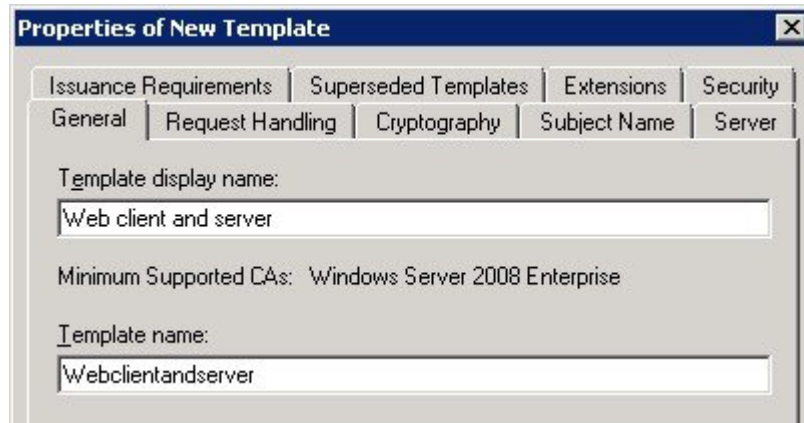 Properties of New Template
Issuance Requirements Superseded Templates Extensions Security
General Request Handling Cryptography Subject Name Server
Template display name:
Web client and server
Minimum Supported CAs: Windows Server 2008 Enterprise
Template name:
Webclientandserver